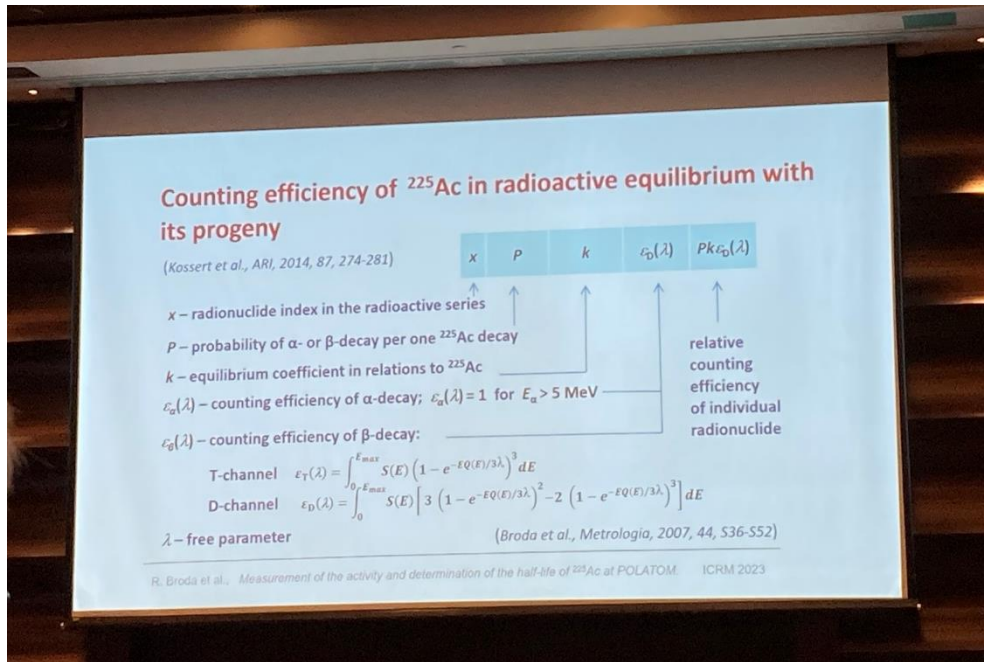 Counting efficiency of ²²⁵Ac in radioactive equilibrium with
its progeny
(Kossert et al., ARI, 2014, 87, 274-281)
x P k ε_D(λ) Pkε_D(λ)
x – radionuclide index in the radioactive series
P – probability of α- or β-decay per one ²²⁵Ac decay
k – equilibrium coefficient in relations to ²²⁵Ac
ε_α(λ) – counting efficiency of α-decay; ε_α(λ) = 1 for E_α > 5 MeV
ε_β(λ) – counting efficiency of β-decay:
relative
counting
efficiency
of individual
radionuclide
T-channel ε_T(λ) = ∫₀^{E_max} S(E) (1 – e^{–EQ(E)/3λ})³ dE
D-channel ε_D(λ) = ∫₀^{E_max} S(E) [3 (1 – e^{–EQ(E)/3λ})² – 2 (1 – e^{–EQ(E)/3λ})³] dE
λ – free parameter
(Broda et al., Metrologia, 2007, 44, S36-S52)
R. Broda et al., Measurement of the activity and determination of the half-life of ²²⁵Ac at POLATOM ICRM 2023